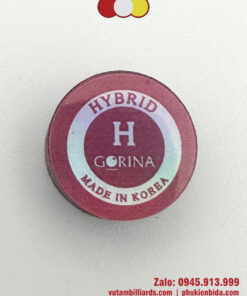 HYBRID
H
GORINA
MADE IN KOREA
Zalo: 0945.913.999
vutambilliards.com | phukienbida.com